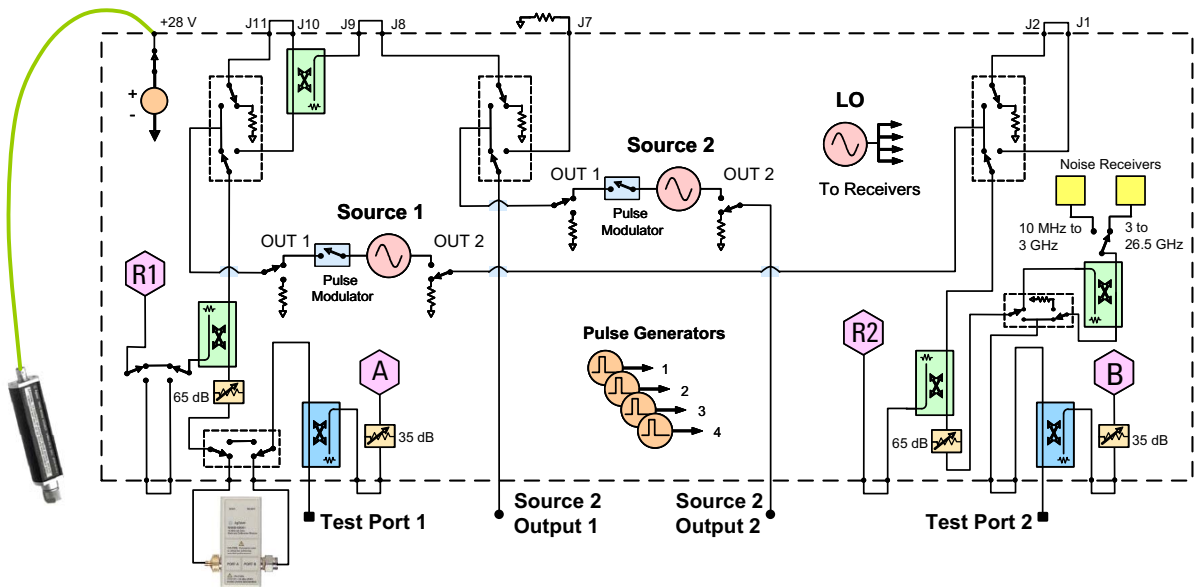 +28 V
J11
J10
J9
J8
J7
J2
J1
+
-
LO
To Receivers
Noise Receivers
10 MHz to
3 GHz
3 to
26.5 GHz
Source 2
OUT 1
OUT 2
Pulse
Modulator
Source 1
OUT 1
OUT 2
Pulse
Modulator
R1
A
R2
B
Pulse Generators
1
2
3
4
65 dB
35 dB
65 dB
35 dB
Test Port 1
Source 2
Output 1
Source 2
Output 2
Test Port 2